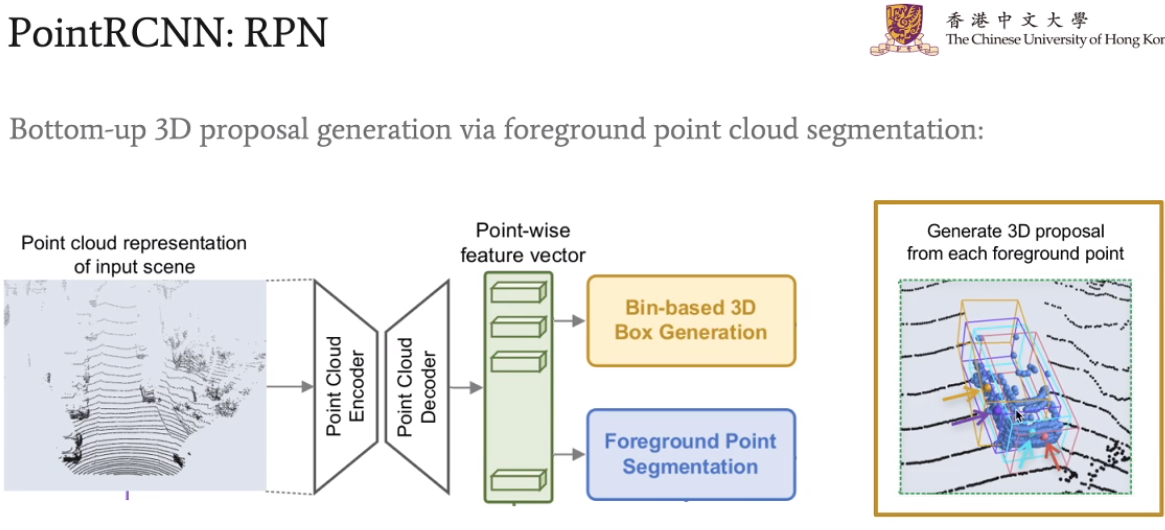 PointRCNN: RPN
香港中文大學
The Chinese University of Hong Kon
Bottom-up 3D proposal generation via foreground point cloud segmentation:
Point cloud representation
of input scene
Point Cloud
Encoder
Point Cloud
Decoder
Point-wise
feature vector
Bin-based 3D
Box Generation
Foreground Point
Segmentation
Generate 3D proposal
from each foreground point